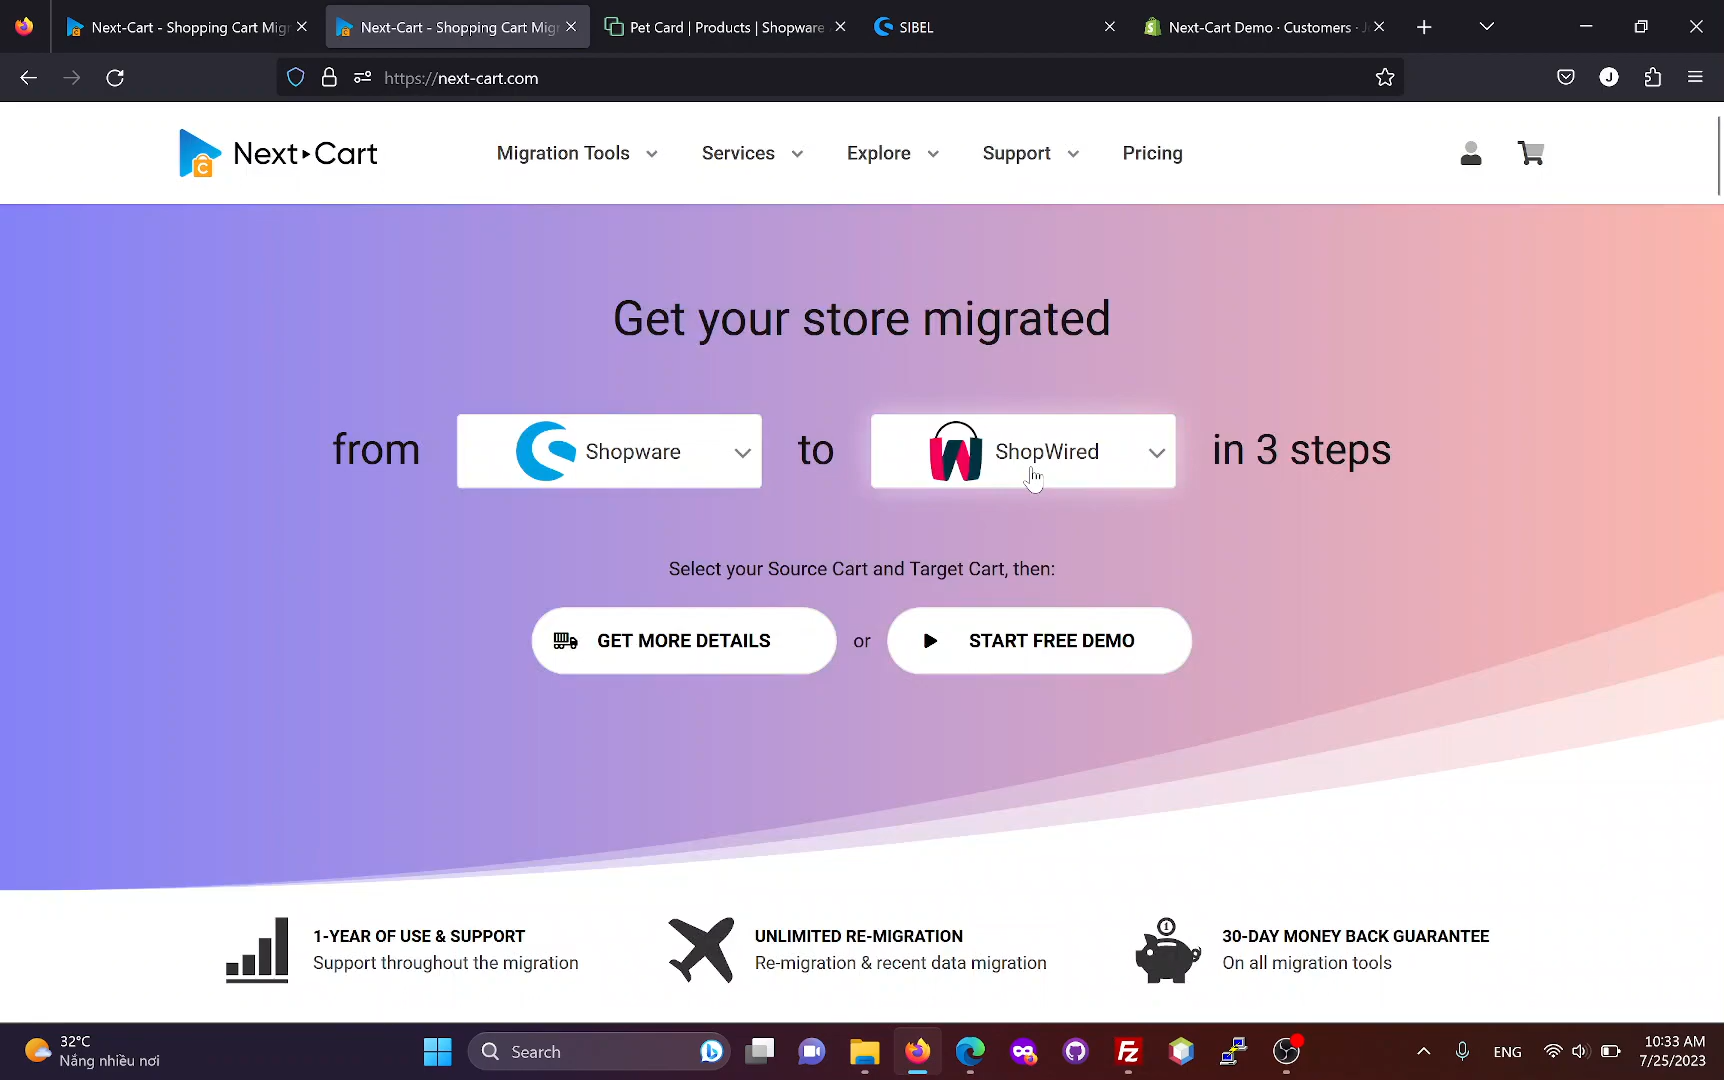 Next-Cart - Shopping Cart Migr
Next-Cart - Shopping Cart Migr
Pet Card | Products | Shopware
SIBEL
Next-Cart Demo · Customers ·
https://next-cart.com
J
Next Cart
Migration Tools
Services
Explore
Support
Pricing
Get your store migrated
from
Shopware
to
ShopWired
in 3 steps
Select your Source Cart and Target Cart, then:
GET MORE DETAILS
or
START FREE DEMO
1-YEAR OF USE & SUPPORT
Support throughout the migration
UNLIMITED RE-MIGRATION
Re-migration & recent data migration
30-DAY MONEY BACK GUARANTEE
On all migration tools
32°C
Nắng nhiều nơi
Search
ENG
10:33 AM
7/25/2023